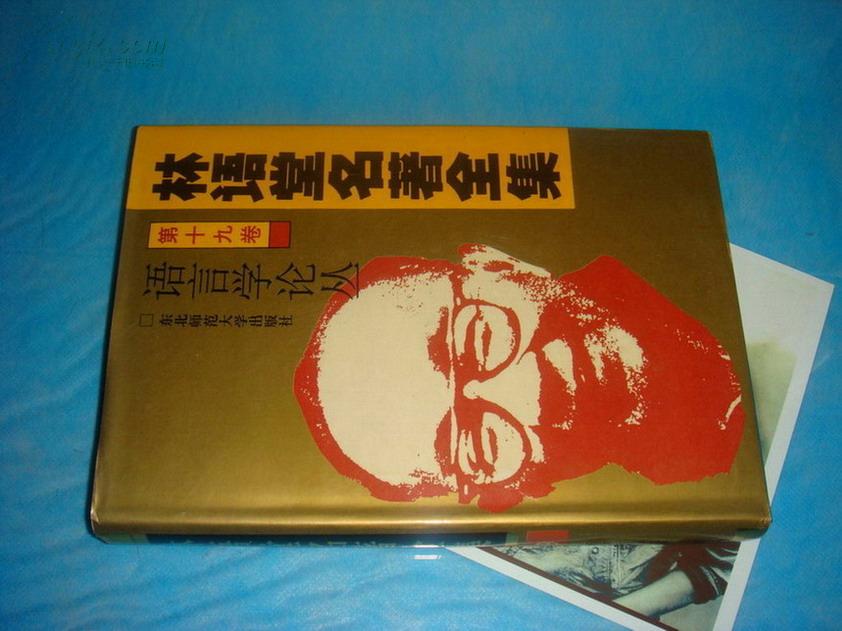 林语堂名著全集
第十九卷
语言学论丛
东北师范大学出版社